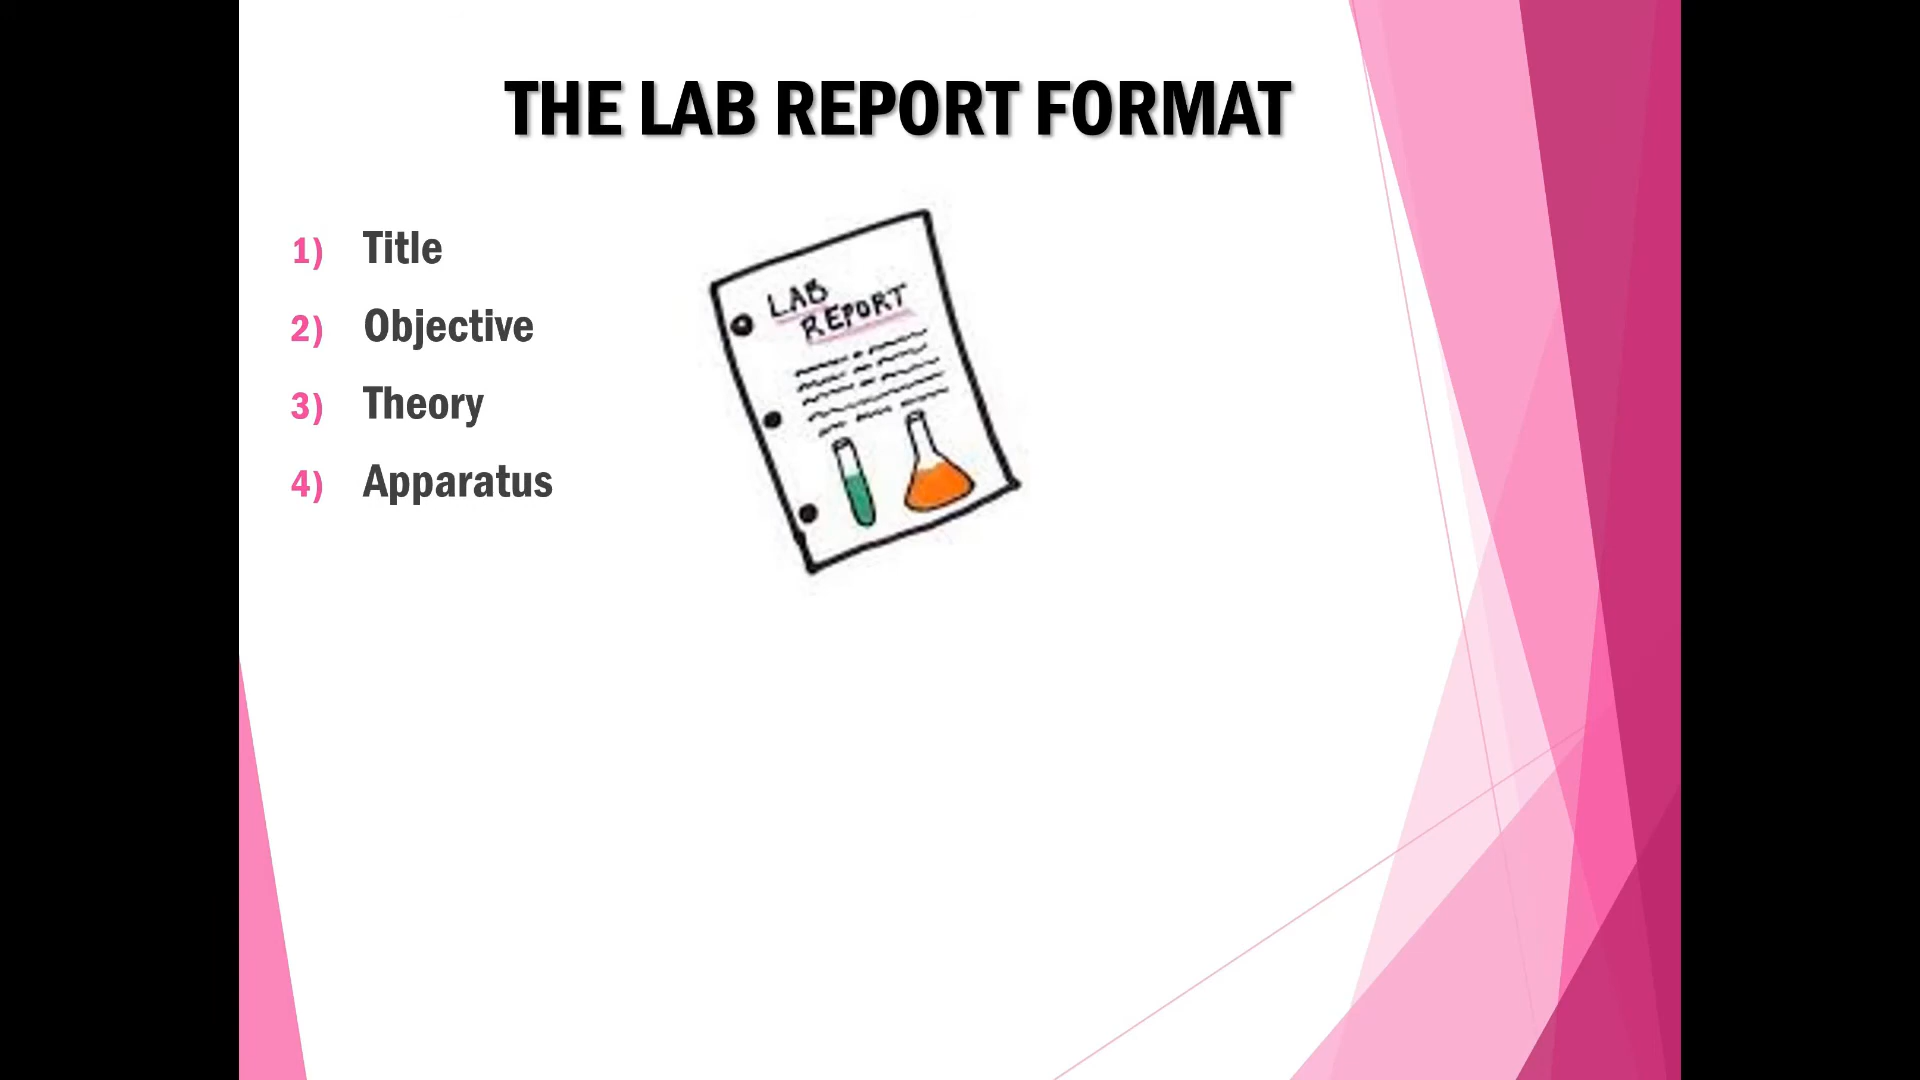 THE LAB REPORT FORMAT
1) Title
2) Objective
3) Theory
4) Apparatus
LAB
REPORT